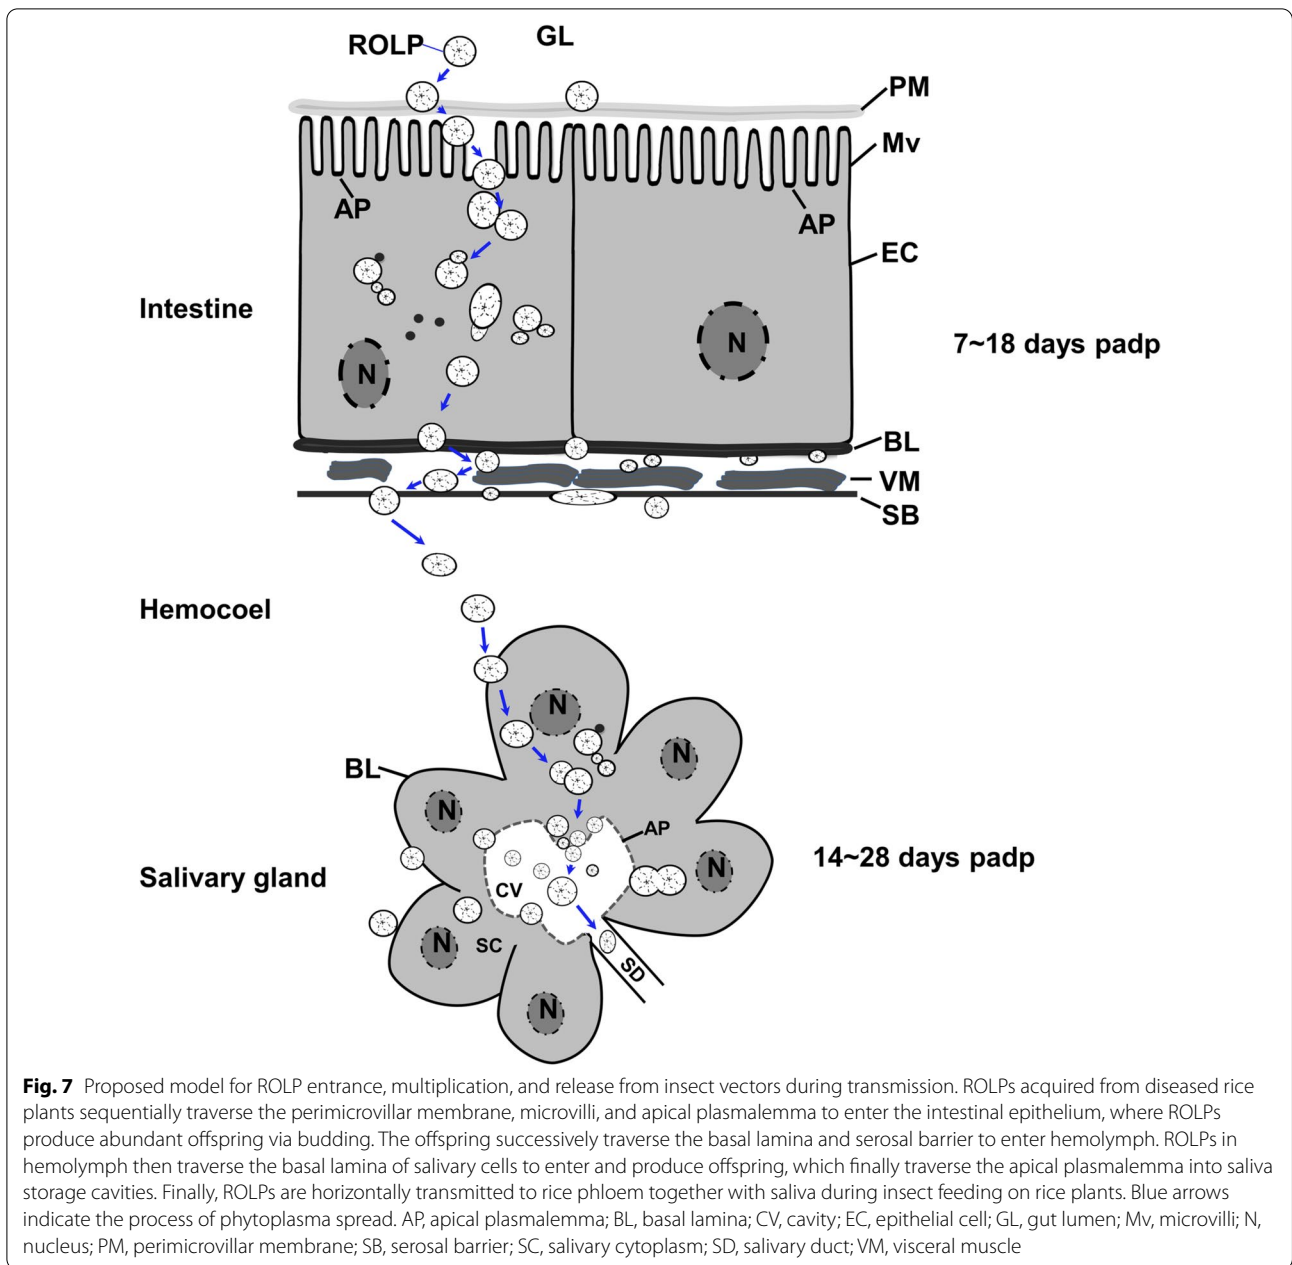 ROLP
GL
PM
Mv
AP
AP
EC
Intestine
N
N
7~18 days padp
BL
VM
SB
Hemocoel
N
N
BL
N
AP
N
14~28 days padp
Salivary gland
CV
N
SC
SD
N
Fig. 7 Proposed model for ROLP entrance, multiplication, and release from insect vectors during transmission. ROLPs acquired from diseased rice
plants sequentially traverse the perimicrovillar membrane, microvilli, and apical plasmalemma to enter the intestinal epithelium, where ROLPs
produce abundant offspring via budding. The offspring successively traverse the basal lamina and serosal barrier to enter hemolymph. ROLPs in
hemolymph then traverse the basal lamina of salivary cells to enter and produce offspring, which finally traverse the apical plasmalemma into saliva
storage cavities. Finally, ROLPs are horizontally transmitted to rice phloem together with saliva during insect feeding on rice plants. Blue arrows
indicate the process of phytoplasma spread. AP, apical plasmalemma; BL, basal lamina; CV, cavity; EC, epithelial cell; GL, gut lumen; Mv, microvilli; N,
nucleus; PM, perimicrovillar membrane; SB, serosal barrier; SC, salivary cytoplasm; SD, salivary duct; VM, visceral muscle